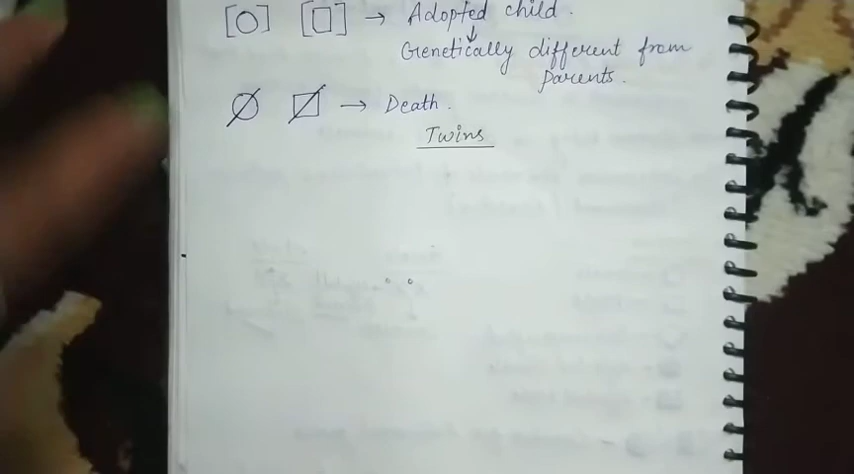 [O] [□] → Adopted child.
↓
Genetically different from
parents.
→ Death.
Twins